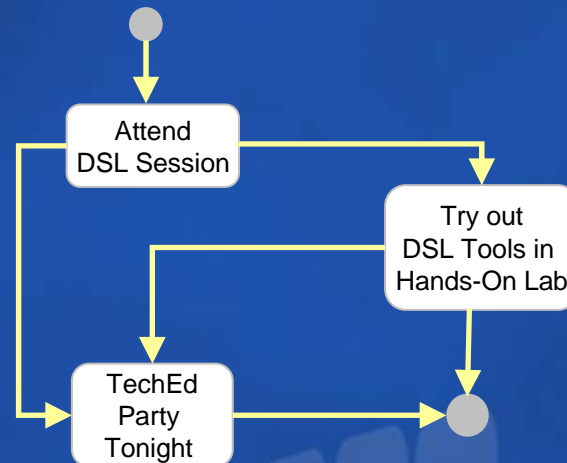 Attend
DSL Session
Try out
DSL Tools in
Hands-On Lab
TechEd
Party
Tonight